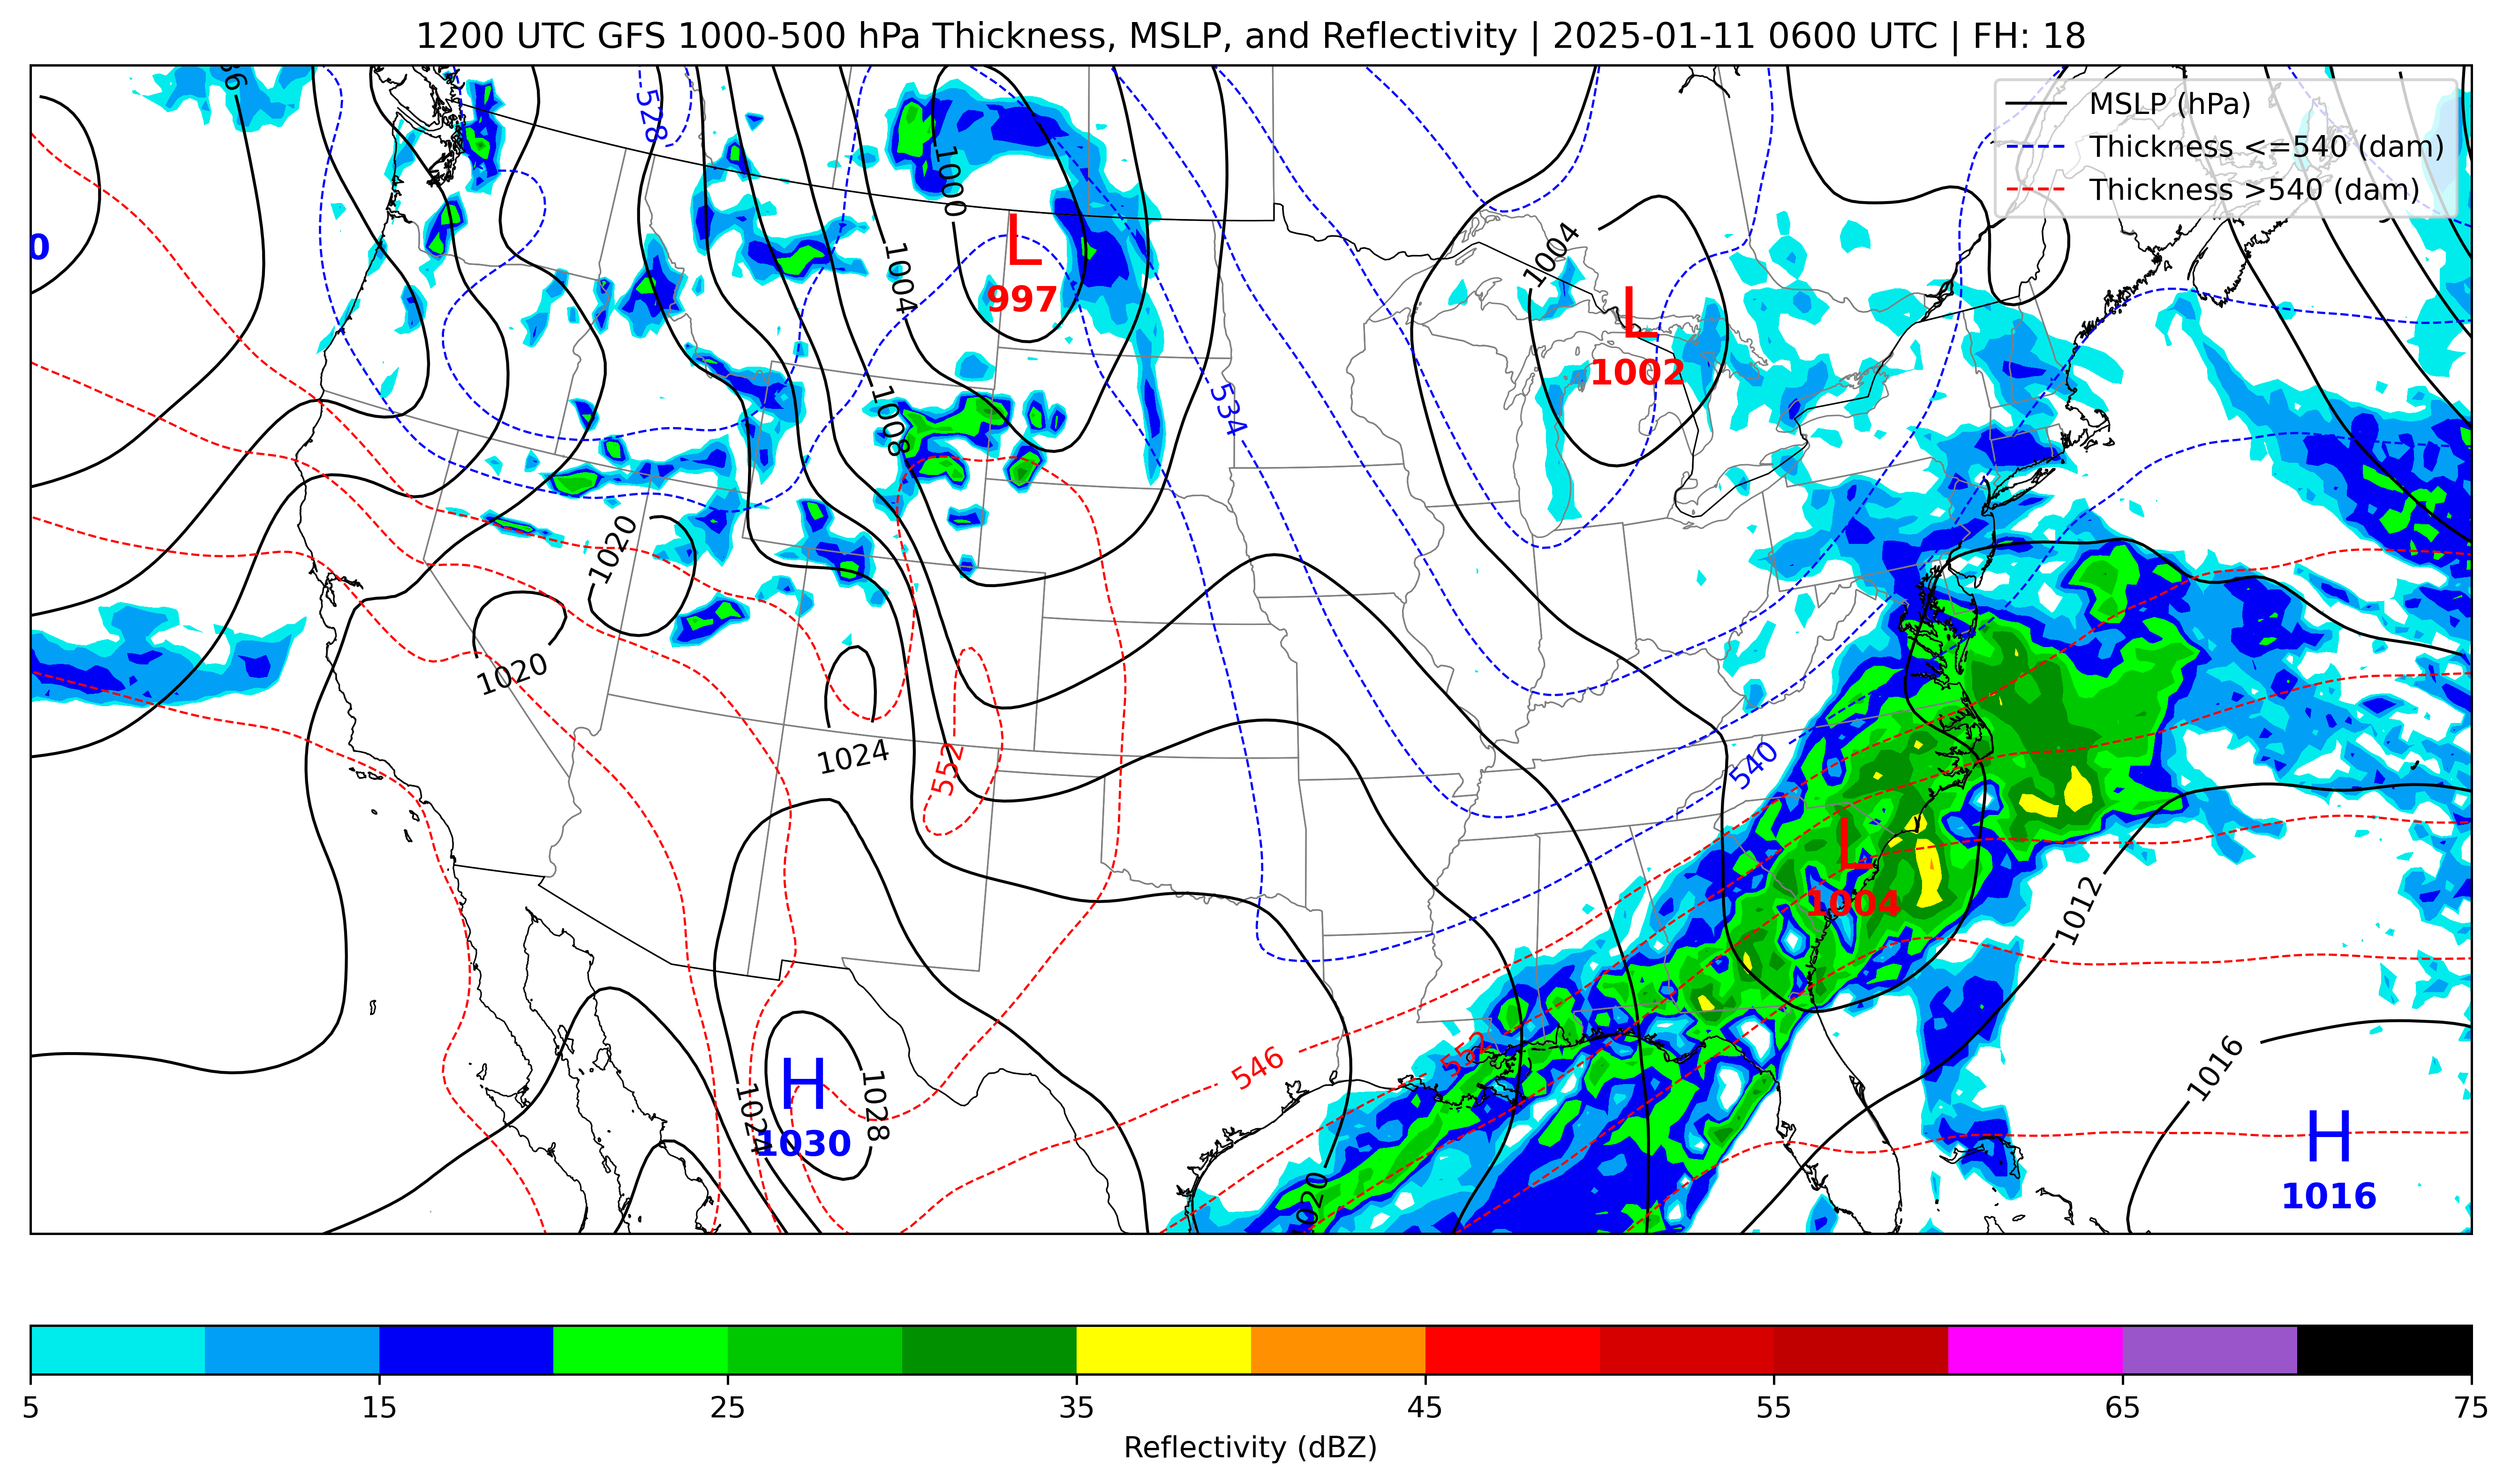 1200 UTC GFS 1000-500 hPa Thickness, MSLP, and Reflectivity | 2025-01-11 0600 UTC | FH: 18
MSLP (hPa)
Thickness <=540 (dam)
Thickness >540 (dam)
578
1000
L
997
0
1004
1004
L
1002
1008
534
1020
1020
1024
552
540
L
1004
1012
546
552
1016
H
1030
1024
1028
1020
H
1016
5 15 25 35 45 55 65 75
Reflectivity (dBZ)